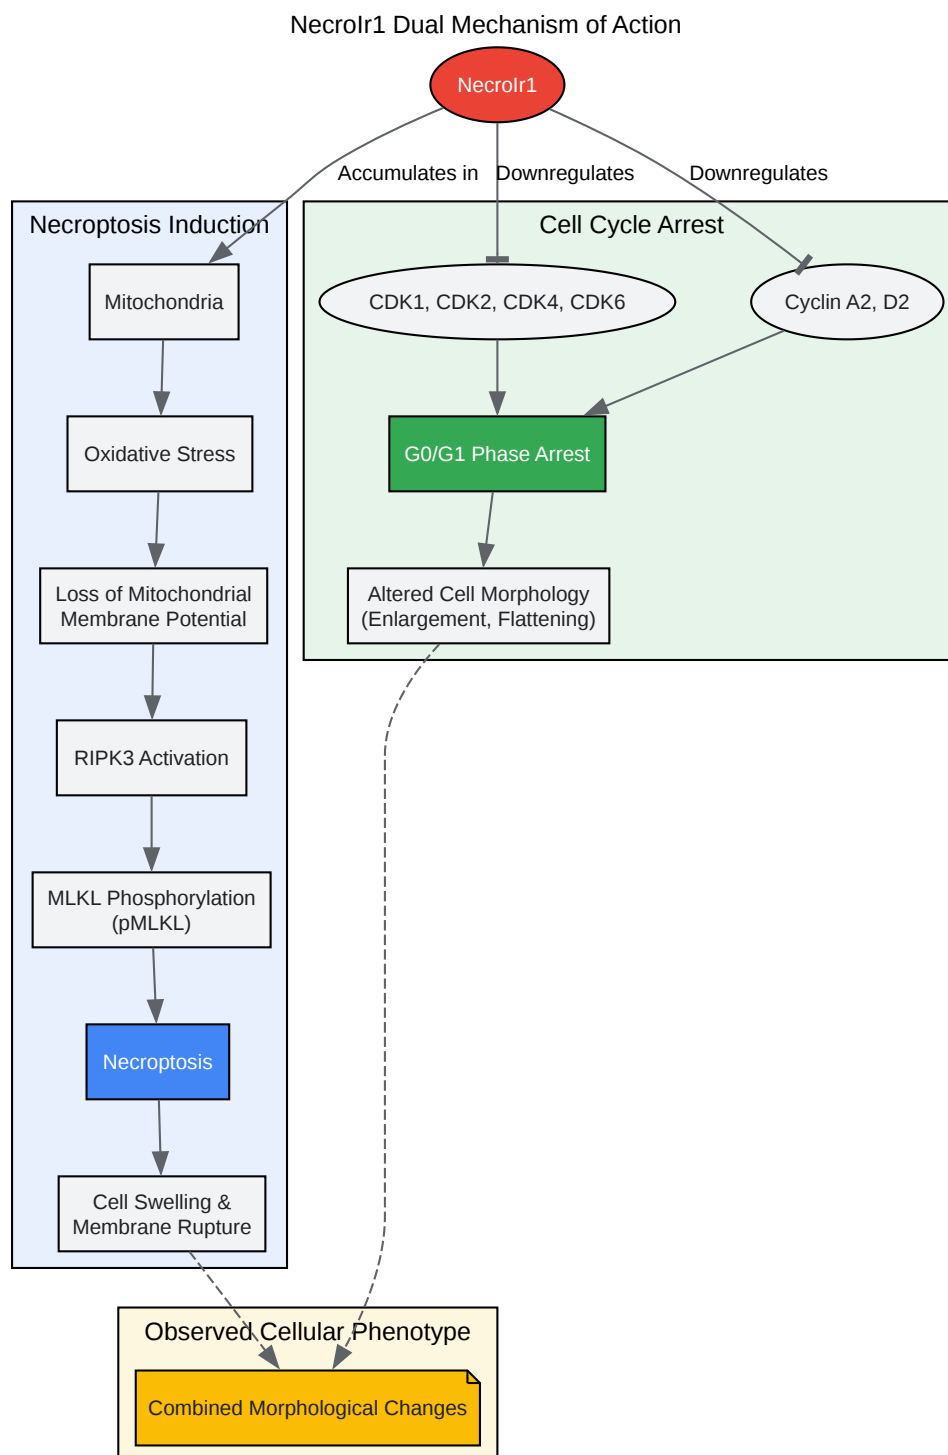 NecroIr1 Dual Mechanism of Action
NecroIr1
Accumulates in
Downregulates
Downregulates
Necroptosis Induction
Cell Cycle Arrest
Mitochondria
CDK1, CDK2, CDK4, CDK6
Cyclin A2, D2
Oxidative Stress
G0/G1 Phase Arrest
Loss of Mitochondrial
Membrane Potential
Altered Cell Morphology
(Enlargement, Flattening)
RIPK3 Activation
MLKL Phosphorylation
(pMLKL)
Necroptosis
Cell Swelling &
Membrane Rupture
Observed Cellular Phenotype
Combined Morphological Changes